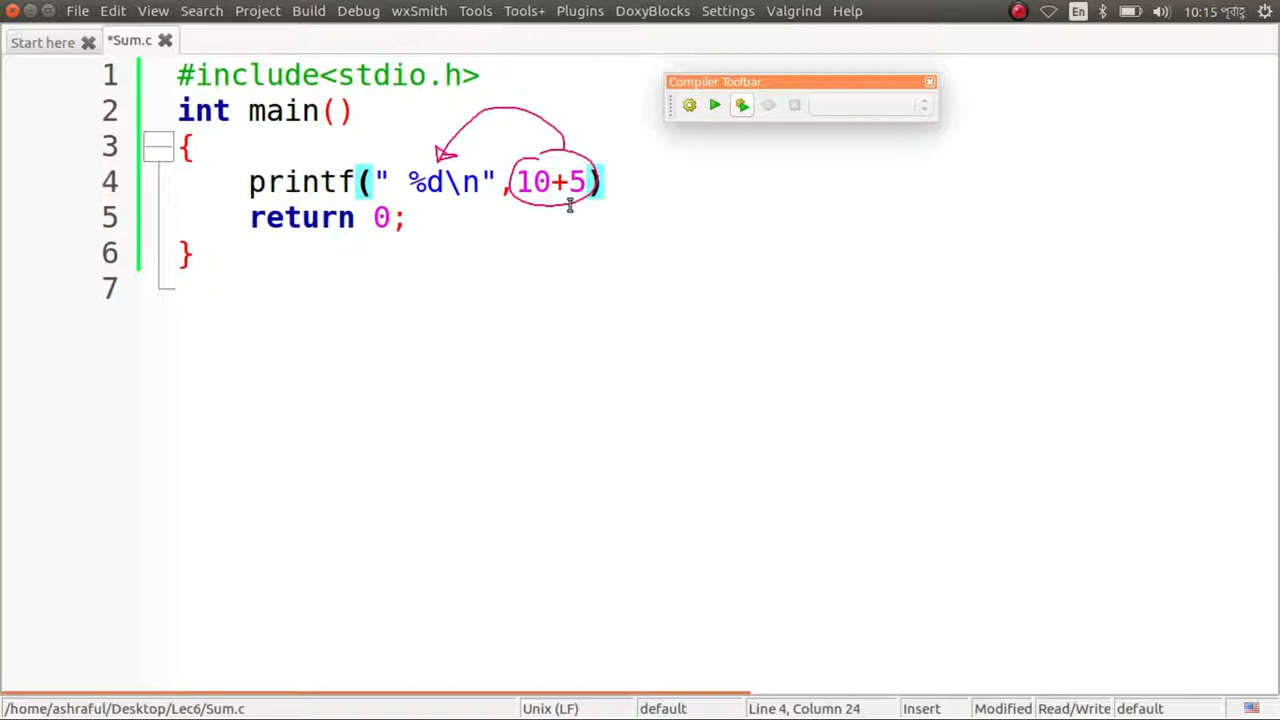 File Edit View Search Project Build Debug wxSmith Tools Tools+ Plugins DoxyBlocks Settings Valgrind Help En 10:15 পূর্বাহ্ন
Start here *Sum.c
Compiler Toolbar
1 #include<stdio.h>
2 int main()
3 {
4 printf(" %d\n",10+5)
5 return 0;
6 }
7
/home/ashraful/Desktop/Lec6/Sum.c Unix (LF) default Line 4, Column 24 Insert Modified Read/Write default